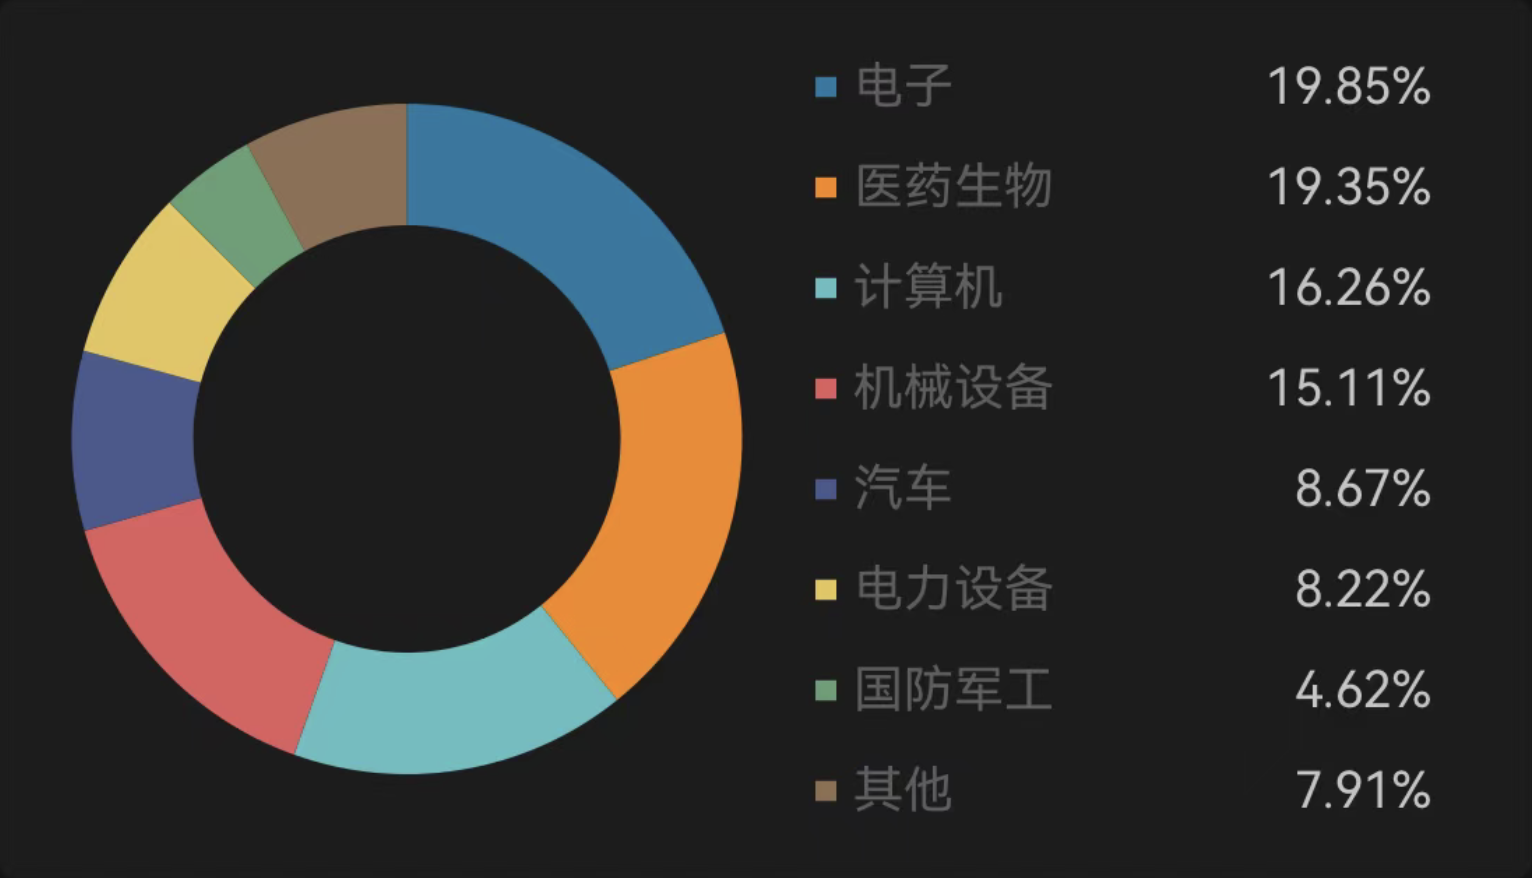 电子 19.85%
医药生物 19.35%
计算机 16.26%
机械设备 15.11%
汽车 8.67%
电力设备 8.22%
国防军工 4.62%
其他 7.91%